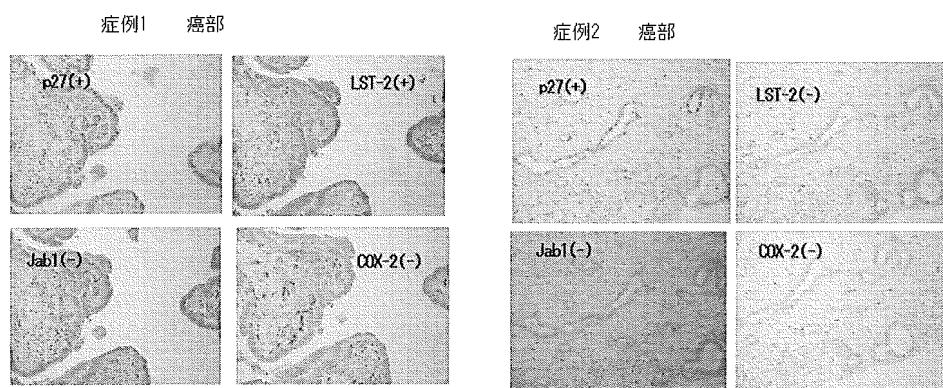 症例1 癌部
p27(+)
LST-2(+)
Jab1(-)
COX-2(-)
症例2 癌部
p27(+)
LST-2(-)
Jab1(-)
COX-2(-)